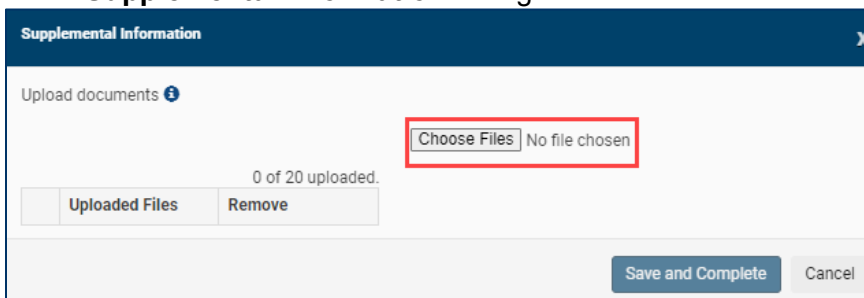 Supplemental Information
x
Upload documents
Choose Files No file chosen
0 of 20 uploaded.
Uploaded Files Remove
Save and Complete Cancel